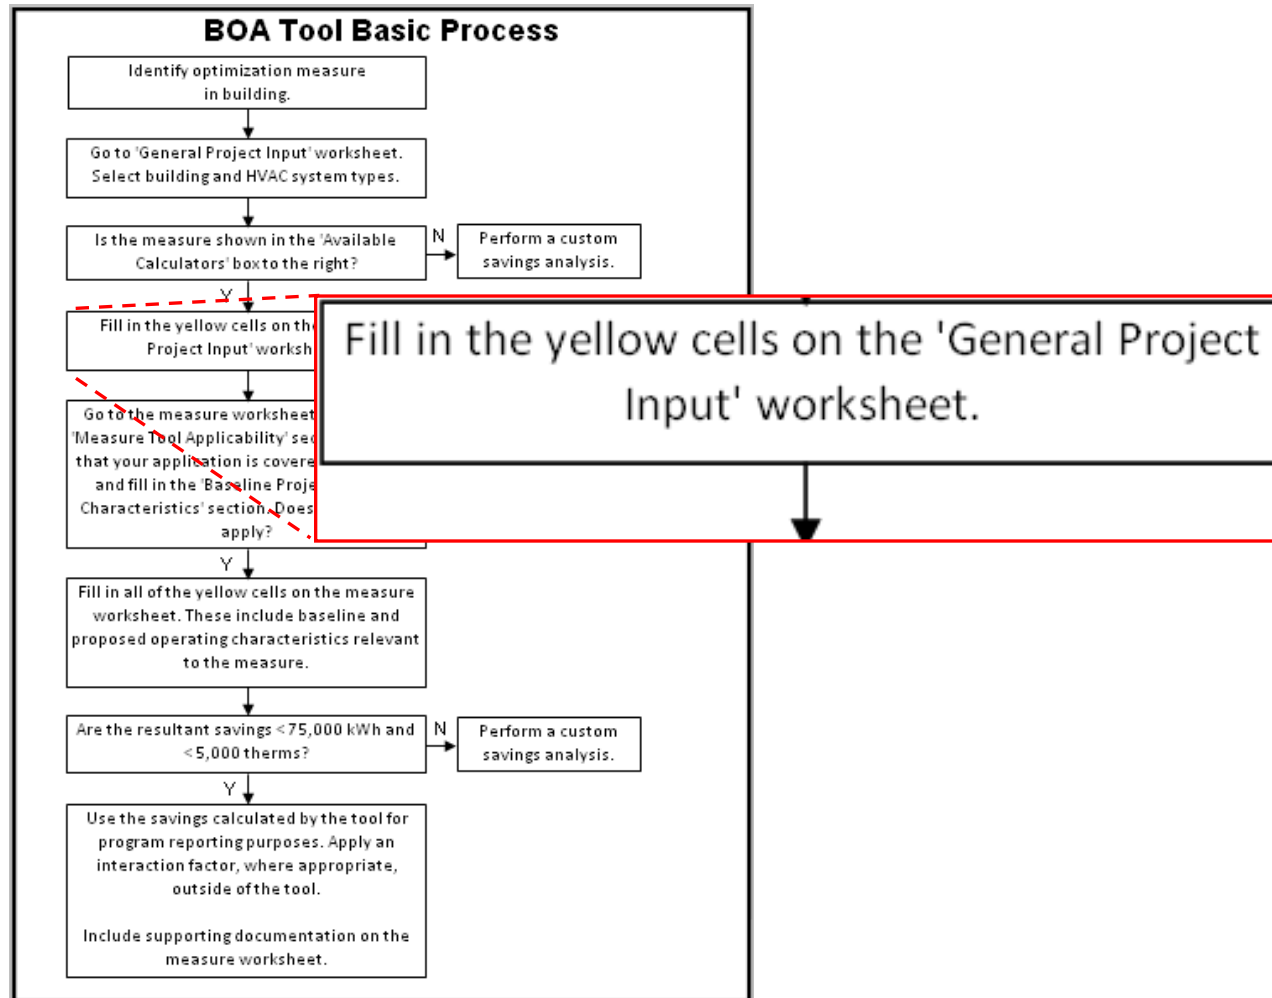 BOA Tool Basic Process
Identify optimization measure
in building.
Go to 'General Project Input' worksheet.
Select building and HVAC system types.
Is the measure shown in the 'Available
Calculators' box to the right?
N
Perform a custom
savings analysis.
Y
Fill in the yellow cells on the
Project Input' worksh
Fill in the yellow cells on the 'General Project
Input' worksheet.
Go to the measure worksheet
'Measure Tool Applicability' sec
that your application is covere
and fill in the 'Baseline Proje
Characteristics' section. Does
apply?
Y
Fill in all of the yellow cells on the measure
worksheet. These include baseline and
proposed operating characteristics relevant
to the measure.
Are the resultant savings <75,000 kWh and
<5,000 therms?
N
Perform a custom
savings analysis.
Y
Use the savings calculated by the tool for
program reporting purposes. Apply an
interaction factor, where appropriate,
outside of the tool.
Include supporting documentation on the
measure worksheet.